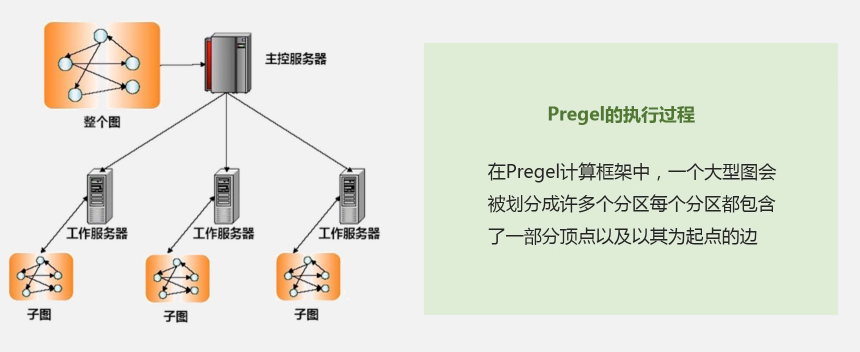 主控服务器
整个图
工作服务器
工作服务器
工作服务器
子图
子图
子图
Pregel的执行过程
在Pregel计算框架中，一个大型图会
被划分成许多个分区每个分区都包含
了一部分顶点以及以其为起点的边